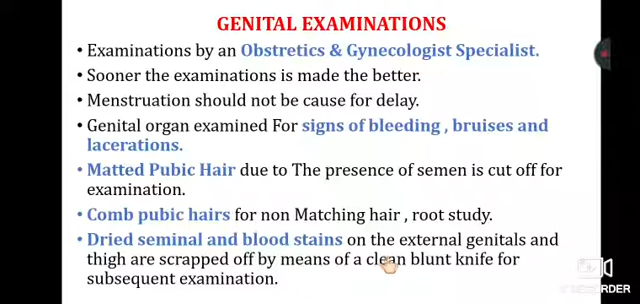 GENITAL EXAMINATIONS
• Examinations by an Obstretics & Gynecologist Specialist.
• Sooner the examinations is made the better.
• Menstruation should not be cause for delay.
• Genital organ examined For signs of bleeding , bruises and
lacerations.
• Matted Pubic Hair due to The presence of semen is cut off for
examination.
• Comb pubic hairs for non Matching hair , root study.
• Dried seminal and blood stains on the external genitals and
thigh are scrapped off by means of a clean blunt knife for
subsequent examination.